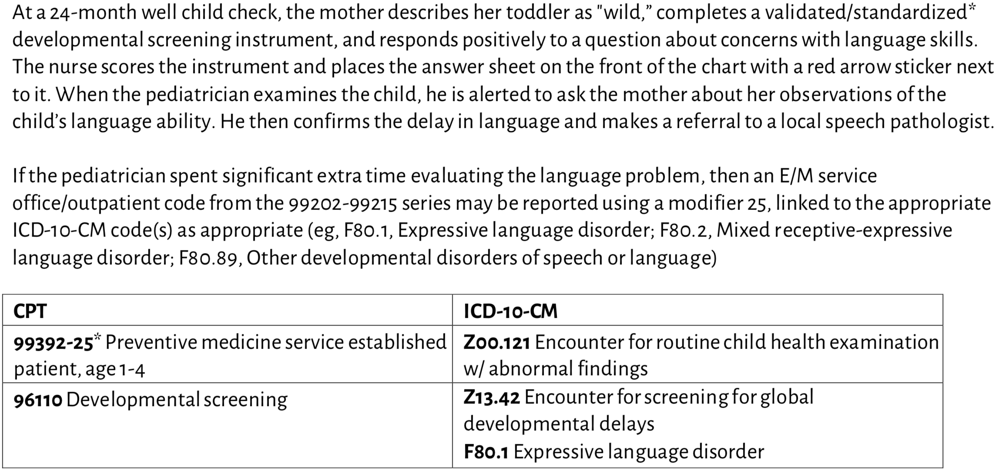 At a 24-month well child check, the mother describes her toddler as "wild,” completes a validated/standardized*
developmental screening instrument, and responds positively to a question about concerns with language skills.
The nurse scores the instrument and places the answer sheet on the front of the chart with a red arrow sticker next
to it. When the pediatrician examines the child, he is alerted to ask the mother about her observations of the
child’s language ability. He then confirms the delay in language and makes a referral to a local speech pathologist.
If the pediatrician spent significant extra time evaluating the language problem, then an E/M service
office/outpatient code from the 99202-99215 series may be reported using a modifier 25, linked to the appropriate
ICD-10-CM code(s) as appropriate (eg, F80.1, Expressive language disorder; F80.2, Mixed receptive-expressive
language disorder; F80.89, Other developmental disorders of speech or language)
CPT
ICD-10-CM
99392-25* Preventive medicine service established
patient, age 1-4
Z00.121 Encounter for routine child health examination
w/ abnormal findings
96110 Developmental screening
Z13.42 Encounter for screening for global
developmental delays
F80.1 Expressive language disorder